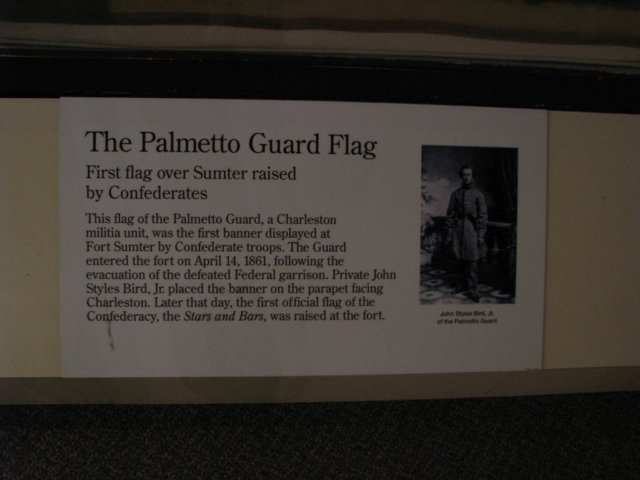 The Palmetto Guard Flag
First flag over Sumter raised
by Confederates
This flag of the Palmetto Guard, a Charleston
militia unit, was the first banner displayed at
Fort Sumter by Confederate troops. The Guard
entered the fort on April 14, 1861, following the
evacuation of the defeated Federal garrison. Private John
Styles Bird, Jr. placed the banner on the parapet facing
Charleston. Later that day, the first official flag of the
Confederacy, the Stars and Bars, was raised at the fort.
John Styles Bird, Jr.
of the Palmetto Guard